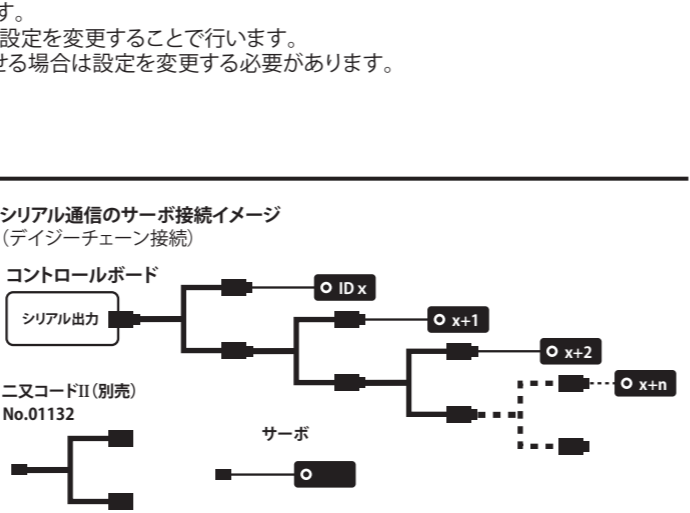 す。
設定を変更することで行います。
せる場合は設定を変更する必要があります。
シリアル通信のサーボ接続イメージ
（デイジーチェーン接続）
コントロールボード
シリアル出力
ID x
x+1
x+2
x+n
二又コードII（別売）
No.01132
サーボ